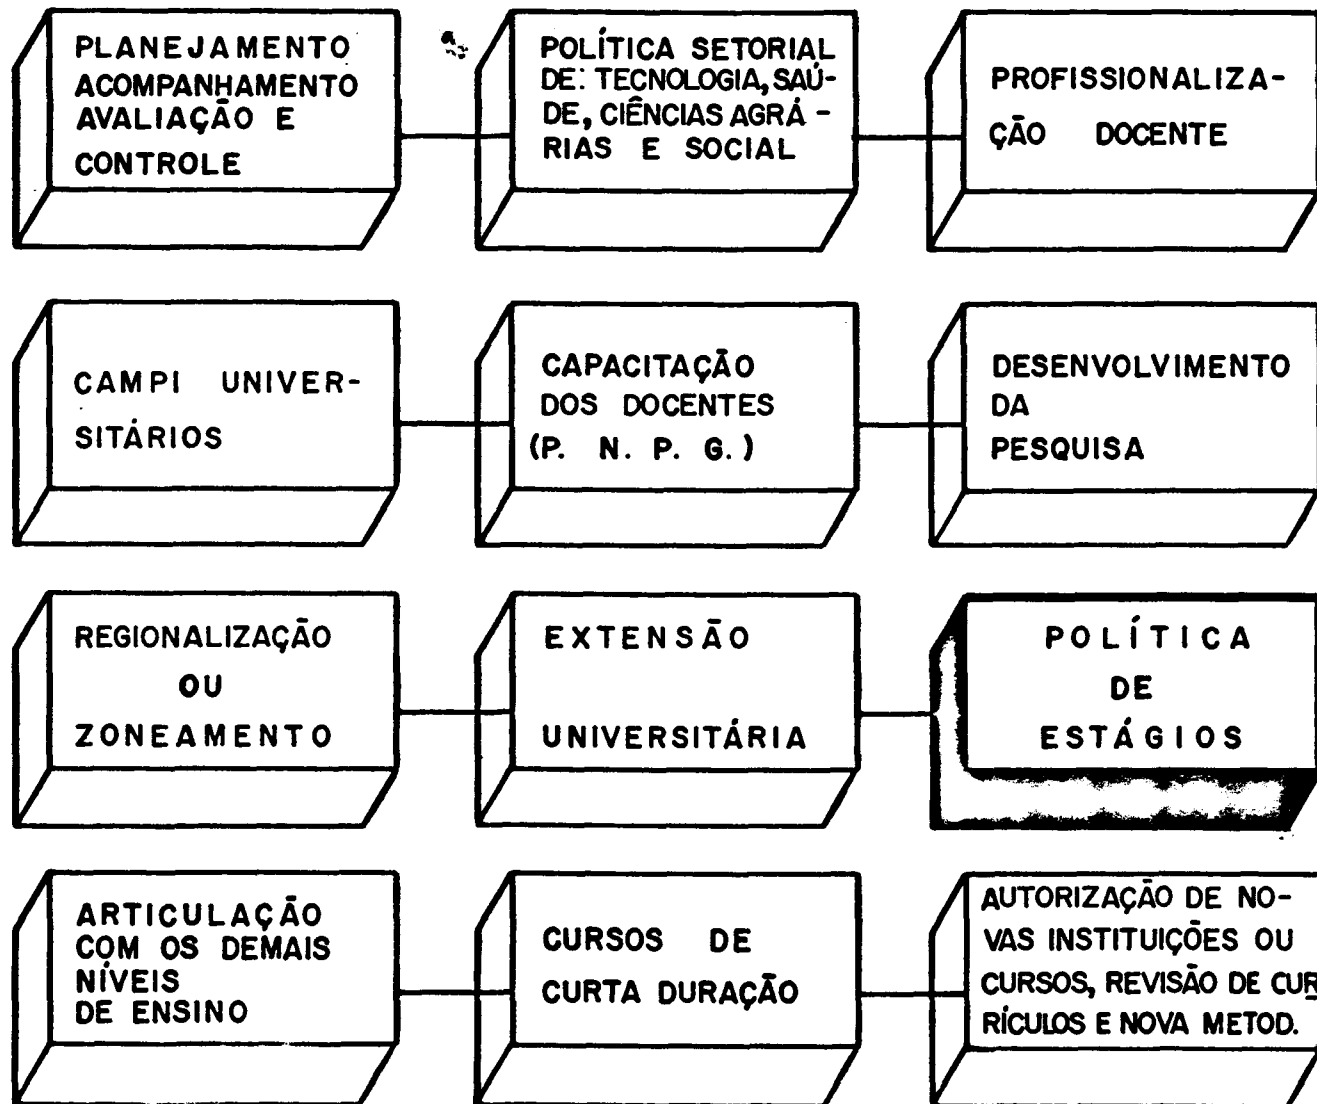 PLANEJAMENTO
ACOMPANHAMENTO
AVALIAÇÃO E
CONTROLE
POLÍTICA SETORIAL
DE: TECNOLOGIA, SAÚ-
DE, CIÊNCIAS AGRÁ-
RIAS E SOCIAL
PROFISSIONALIZA-
ÇÃO DOCENTE
CAMPI UNIVER-
SITÁRIOS
CAPACITAÇÃO
DOS DOCENTES
(P. N. P. G.)
DESENVOLVIMENTO
DA
PESQUISA
REGIONALIZAÇÃO
OU
ZONEAMENTO
EXTENSÃO
UNIVERSITÁRIA
POLÍTICA
DE
ESTÁGIOS
ARTICULAÇÃO
COM OS DEMAIS
NÍVEIS
DE ENSINO
CURSOS DE
CURTA DURAÇÃO
AUTORIZAÇÃO DE NO-
VAS INSTITUIÇÕES OU
CURSOS, REVISÃO DE CUR
RÍCULOS E NOVA METOD.